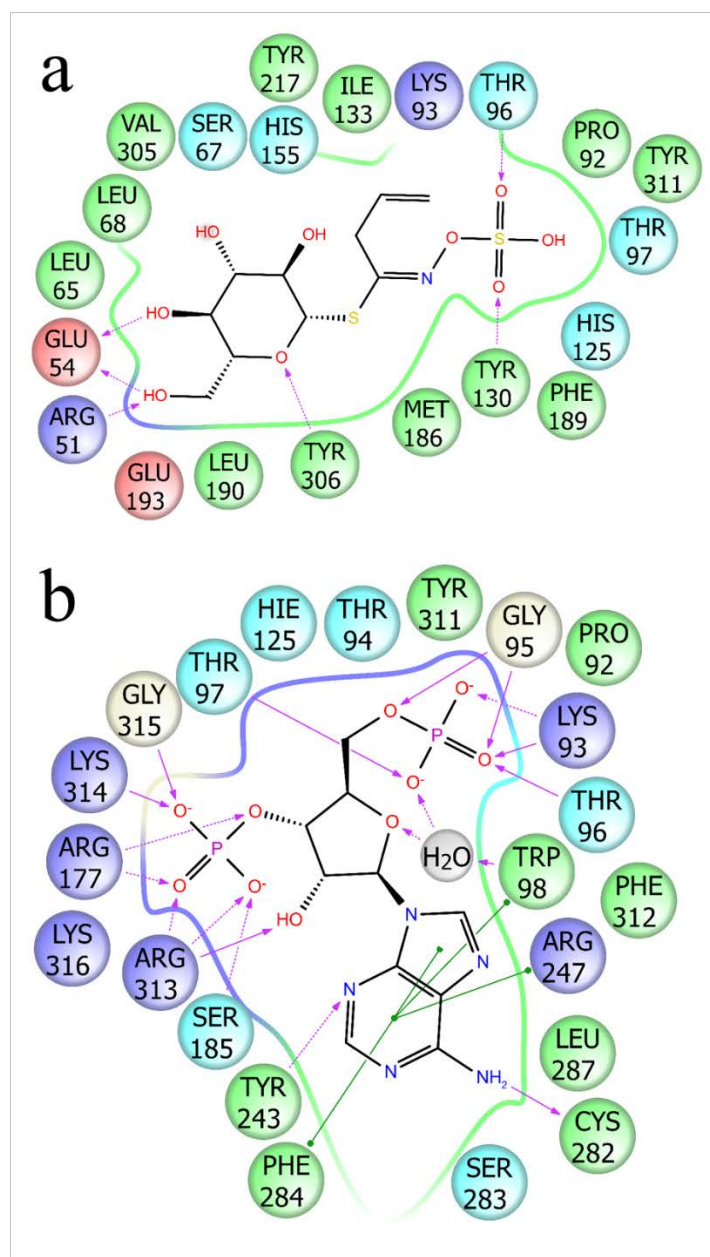 a
TYR
217
ILE
133
LYS
93
THR
96
VAL
305
SER
67
HIS
155
PRO
92
TYR
311
LEU
68
THR
97
LEU
65
GLU
54
HIS
125
ARG
51
GLU
193
LEU
190
TYR
306
MET
186
TYR
130
PHE
189
HO
OH
HO
HO
O
S
N
O
S
O
O
OH
b
HIE
125
THR
94
TYR
311
GLY
95
PRO
92
THR
97
GLY
315
LYS
93
LYS
314
THR
96
ARG
177
H2O
TRP
98
PHE
312
LYS
316
ARG
313
ARG
247
SER
185
LEU
287
TYR
243
CYS
282
PHE
284
SER
283
O-
O
P
O
O-
O-
O
P
O
O-
O
HO
N
N
N
N
NH2